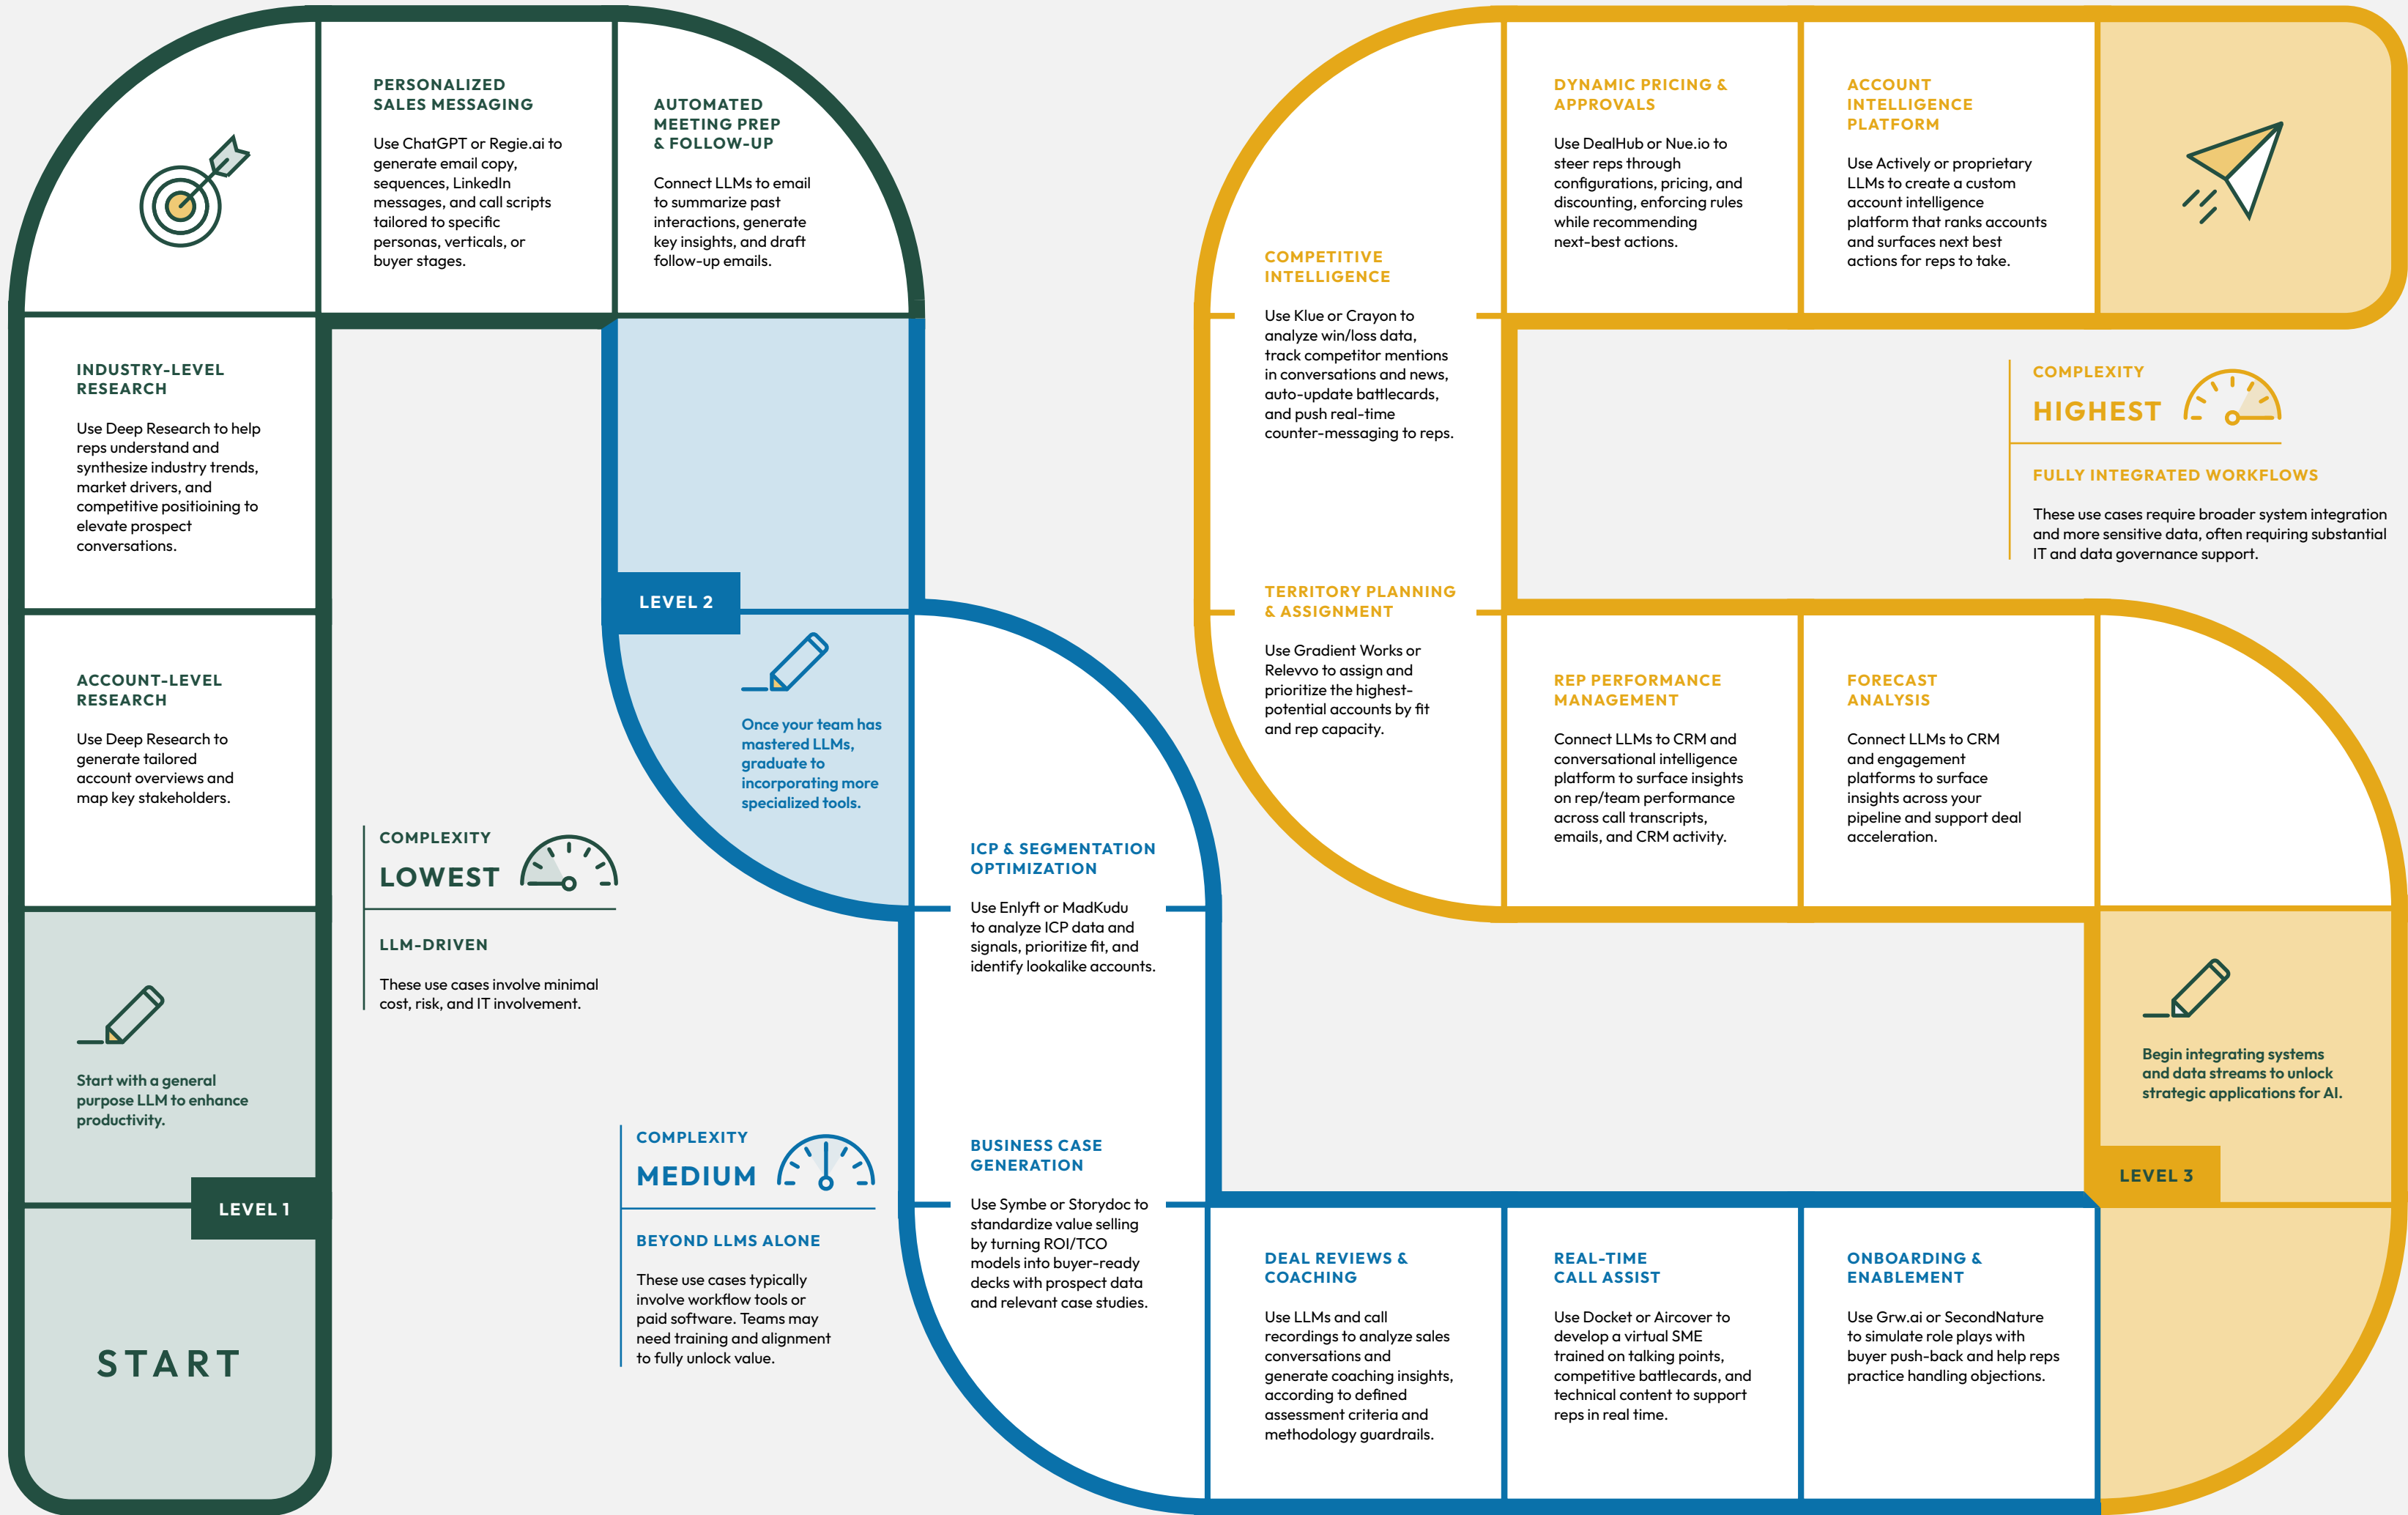 START
LEVEL 1
Start with a general
purpose LLM to enhance
productivity.
ACCOUNT-LEVEL
RESEARCH
Use Deep Research to
generate tailored
account overviews and
map key stakeholders.
INDUSTRY-LEVEL
RESEARCH
Use Deep Research to help
reps understand and
synthesize industry trends,
market drivers, and
competitive positioining to
elevate prospect
conversations.
PERSONALIZED
SALES MESSAGING
Use ChatGPT or Regie.ai to
generate email copy,
sequences, LinkedIn
messages, and call scripts
tailored to specific
personas, verticals, or
buyer stages.
AUTOMATED
MEETING PREP
& FOLLOW-UP
Connect LLMs to email
to summarize past
interactions, generate
key insights, and draft
follow-up emails.
COMPLEXITY
LOWEST
LLM-DRIVEN
These use cases involve minimal
cost, risk, and IT involvement.
LEVEL 2
Once your team has
mastered LLMs,
graduate to
incorporating more
specialized tools.
ICP & SEGMENTATION
OPTIMIZATION
Use Enlyft or MadKudu
to analyze ICP data and
signals, prioritize fit, and
identify lookalike accounts.
BUSINESS CASE
GENERATION
Use Symbe or Storydoc to
standardize value selling
by turning ROI/TCO
models into buyer-ready
decks with prospect data
and relevant case studies.
COMPLEXITY
MEDIUM
BEYOND LLMS ALONE
These use cases typically
involve workflow tools or
paid software. Teams may
need training and alignment
to fully unlock value.
DEAL REVIEWS &
COACHING
Use LLMs and call
recordings to analyze sales
conversations and
generate coaching insights,
according to defined
assessment criteria and
methodology guardrails.
REAL-TIME
CALL ASSIST
Use Docket or Aircover to
develop a virtual SME
trained on talking points,
competitive battlecards, and
technical content to support
reps in real time.
ONBOARDING &
ENABLEMENT
Use Grw.ai or SecondNature
to simulate role plays with
buyer push-back and help reps
practice handling objections.
LEVEL 3
Begin integrating systems
and data streams to unlock
strategic applications for AI.
FORECAST
ANALYSIS
Connect LLMs to CRM
and engagement
platforms to surface
insights across your
pipeline and support deal
acceleration.
REP PERFORMANCE
MANAGEMENT
Connect LLMs to CRM and
conversational intelligence
platform to surface insights
on rep/team performance
across call transcripts,
emails, and CRM activity.
TERRITORY PLANNING
& ASSIGNMENT
Use Gradient Works or
Relevvo to assign and
prioritize the highest-
potential accounts by fit
and rep capacity.
COMPETITIVE
INTELLIGENCE
Use Klue or Crayon to
analyze win/loss data,
track competitor mentions
in conversations and news,
auto-update battlecards,
and push real-time
counter-messaging to reps.
DYNAMIC PRICING &
APPROVALS
Use DealHub or Nue.io to
steer reps through
configurations, pricing, and
discounting, enforcing rules
while recommending
next-best actions.
ACCOUNT
INTELLIGENCE
PLATFORM
Use Actively or proprietary
LLMs to create a custom
account intelligence
platform that ranks accounts
and surfaces next best
actions for reps to take.
COMPLEXITY
HIGHEST
FULLY INTEGRATED WORKFLOWS
These use cases require broader system integration
and more sensitive data, often requiring substantial
IT and data governance support.